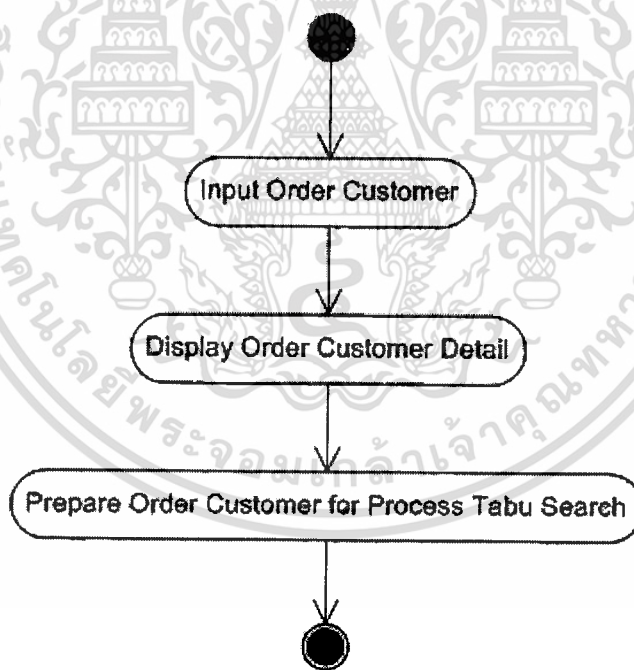 Input Order Customer
Display Order Customer Detail
Prepare Order Customer for Process Tabu Search